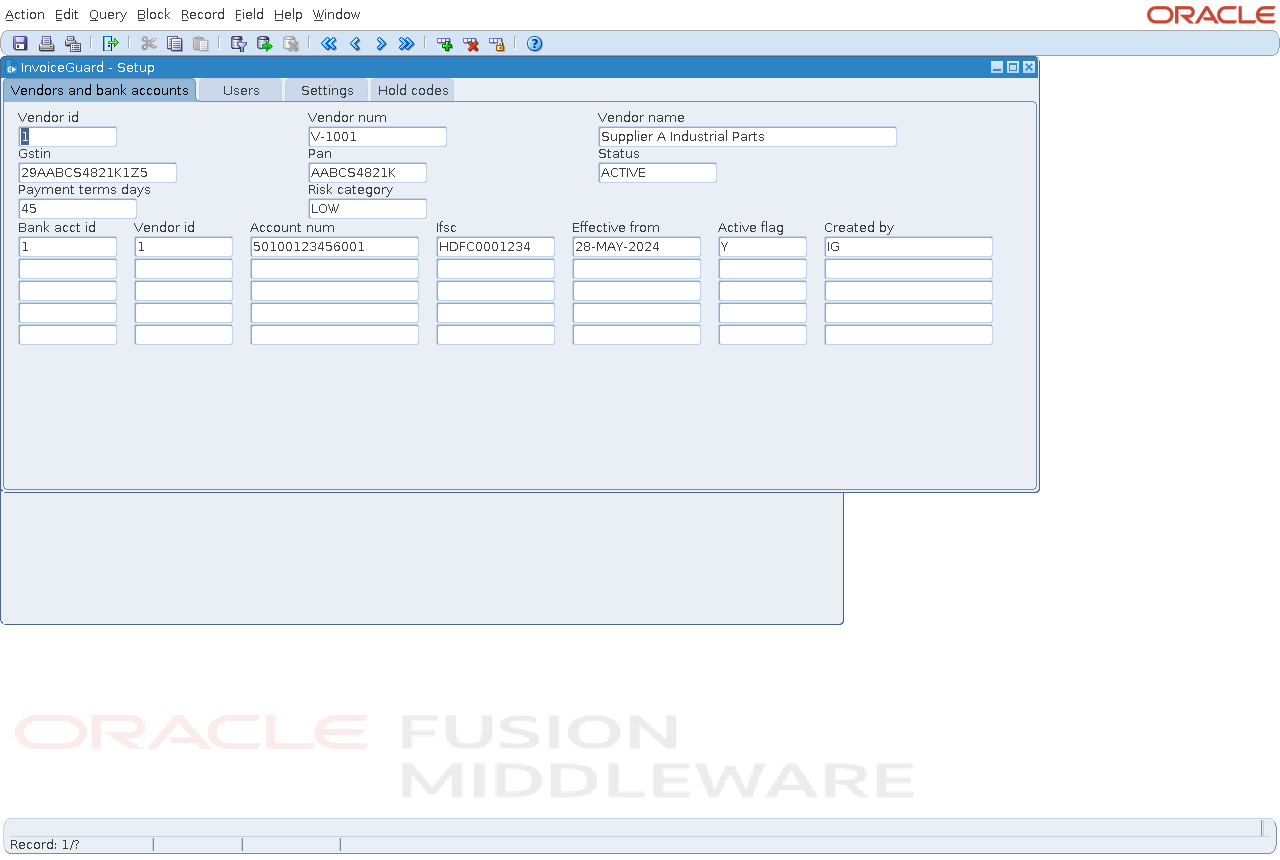 Action Edit Query Block Record Field Help Window
ORACLE
InvoiceGuard - Setup
Vendors and bank accounts Users Settings Hold codes
Vendor id Vendor num Vendor name
1 V-1001 Supplier A Industrial Parts
Gstin Pan Status
29AABCS4821K1Z5 AABCS4821K ACTIVE
Payment terms days Risk category
45 LOW
Bank acct id Vendor id Account num Ifsc Effective from Active flag Created by
1 1 50100123456001 HDFC0001234 28-MAY-2024 Y IG
ORACLE FUSION
MIDDLEWARE
Record: 1/?